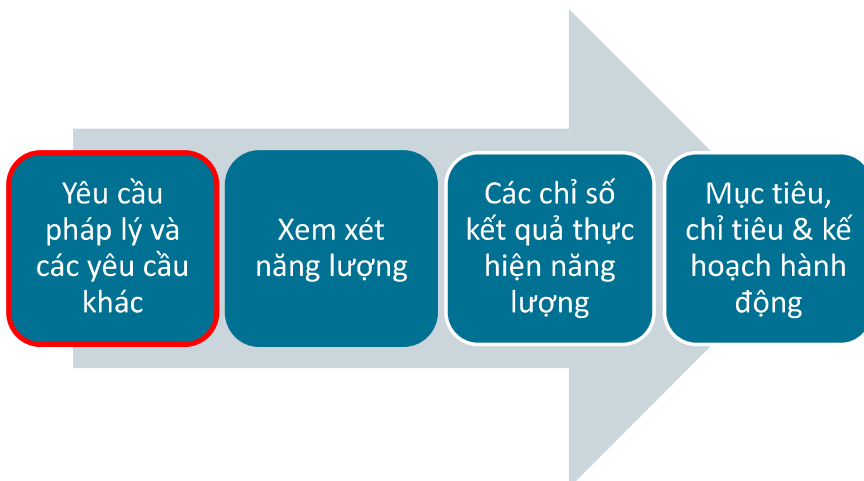 Yêu cầu
pháp lý và
các yêu cầu
khác
Xem xét
năng lượng
Các chỉ số
kết quả thực
hiện năng
lượng
Mục tiêu,
chỉ tiêu & kế
hoạch hành
động